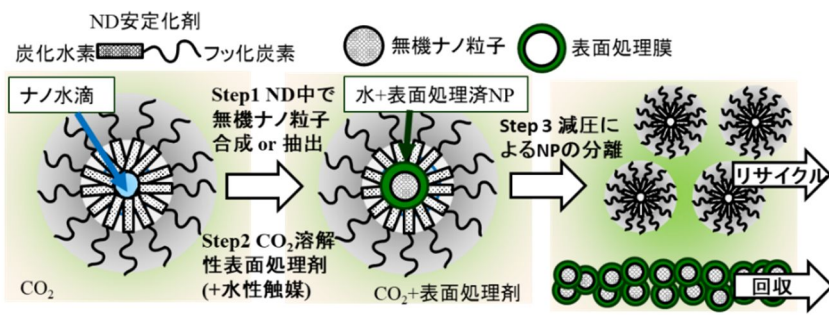 ND安定化剤
炭化水素
フッ化炭素
無機ナノ粒子
表面処理膜
ナノ水滴
CO₂
Step1 ND中で
無機ナノ粒子
合成 or 抽出
Step2 CO₂溶解
性表面処理剤
(+水性触媒)
水+表面処理済NP
CO₂+表面処理剤
Step 3 減圧に
よるNPの分離
リサイクル
回収